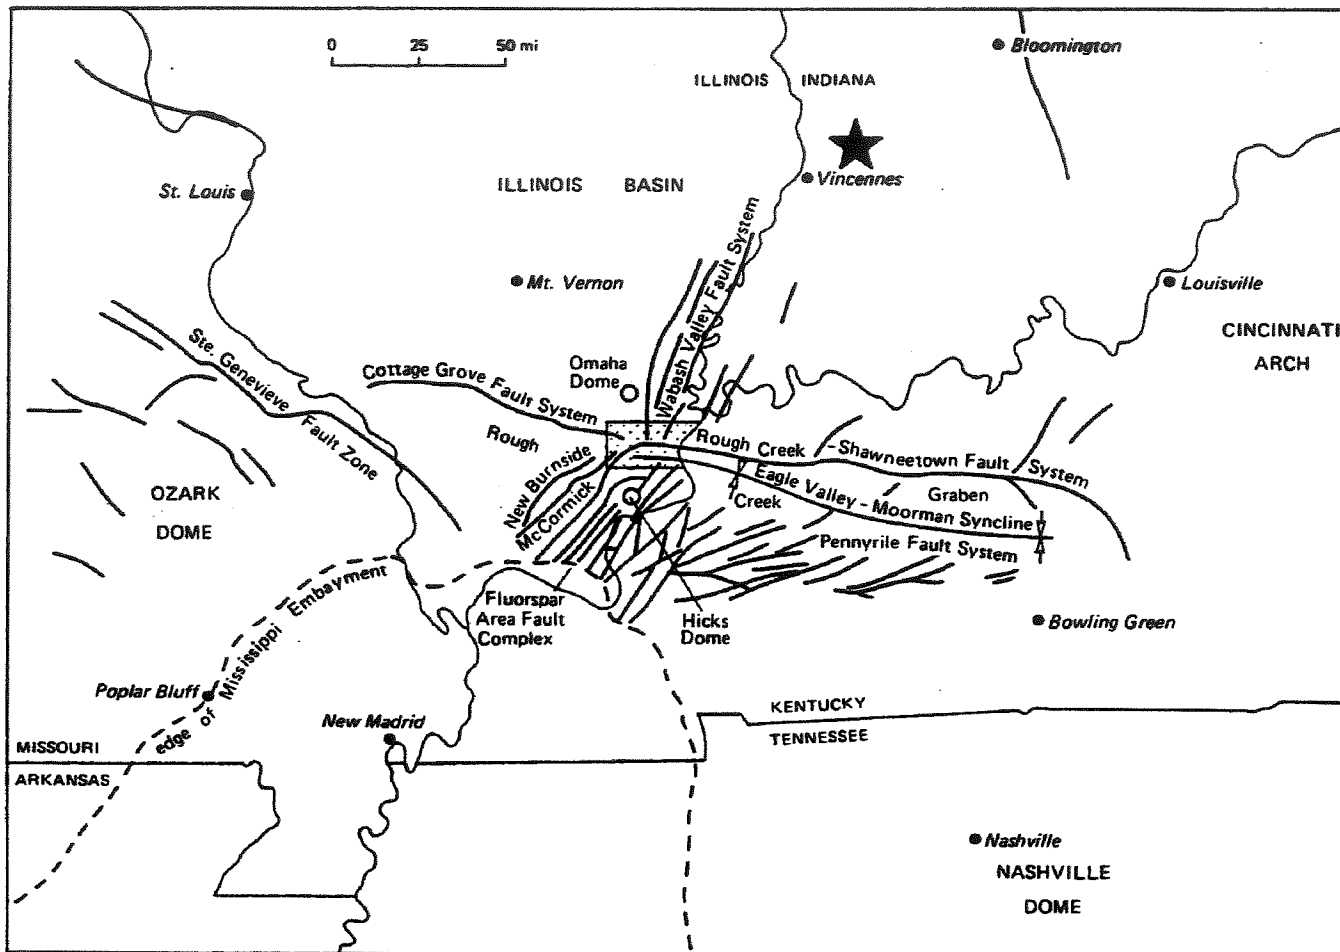 0 25 50 mi
Bloomington
ILLINOIS INDIANA
St. Louis
ILLINOIS BASIN
Vincennes
Mt. Vernon
Wabash Valley Fault System
Louisville
CINCINNATI
ARCH
Ste. Genevieve Fault Zone
Cottage Grove Fault System
Omaha
Dome
Rough
Rough Creek - Shawneetown Fault System
Graben
Eagle Valley - Moorman Syncline
Creek
Pennyrile Fault System
New Burnside
McCormick
OZARK
DOME
Fluorspar
Area Fault
Complex
Hicks
Dome
Bowling Green
edge of Mississippi Embayment
Poplar Bluff
New Madrid
KENTUCKY
TENNESSEE
MISSOURI
ARKANSAS
Nashville
NASHVILLE
DOME